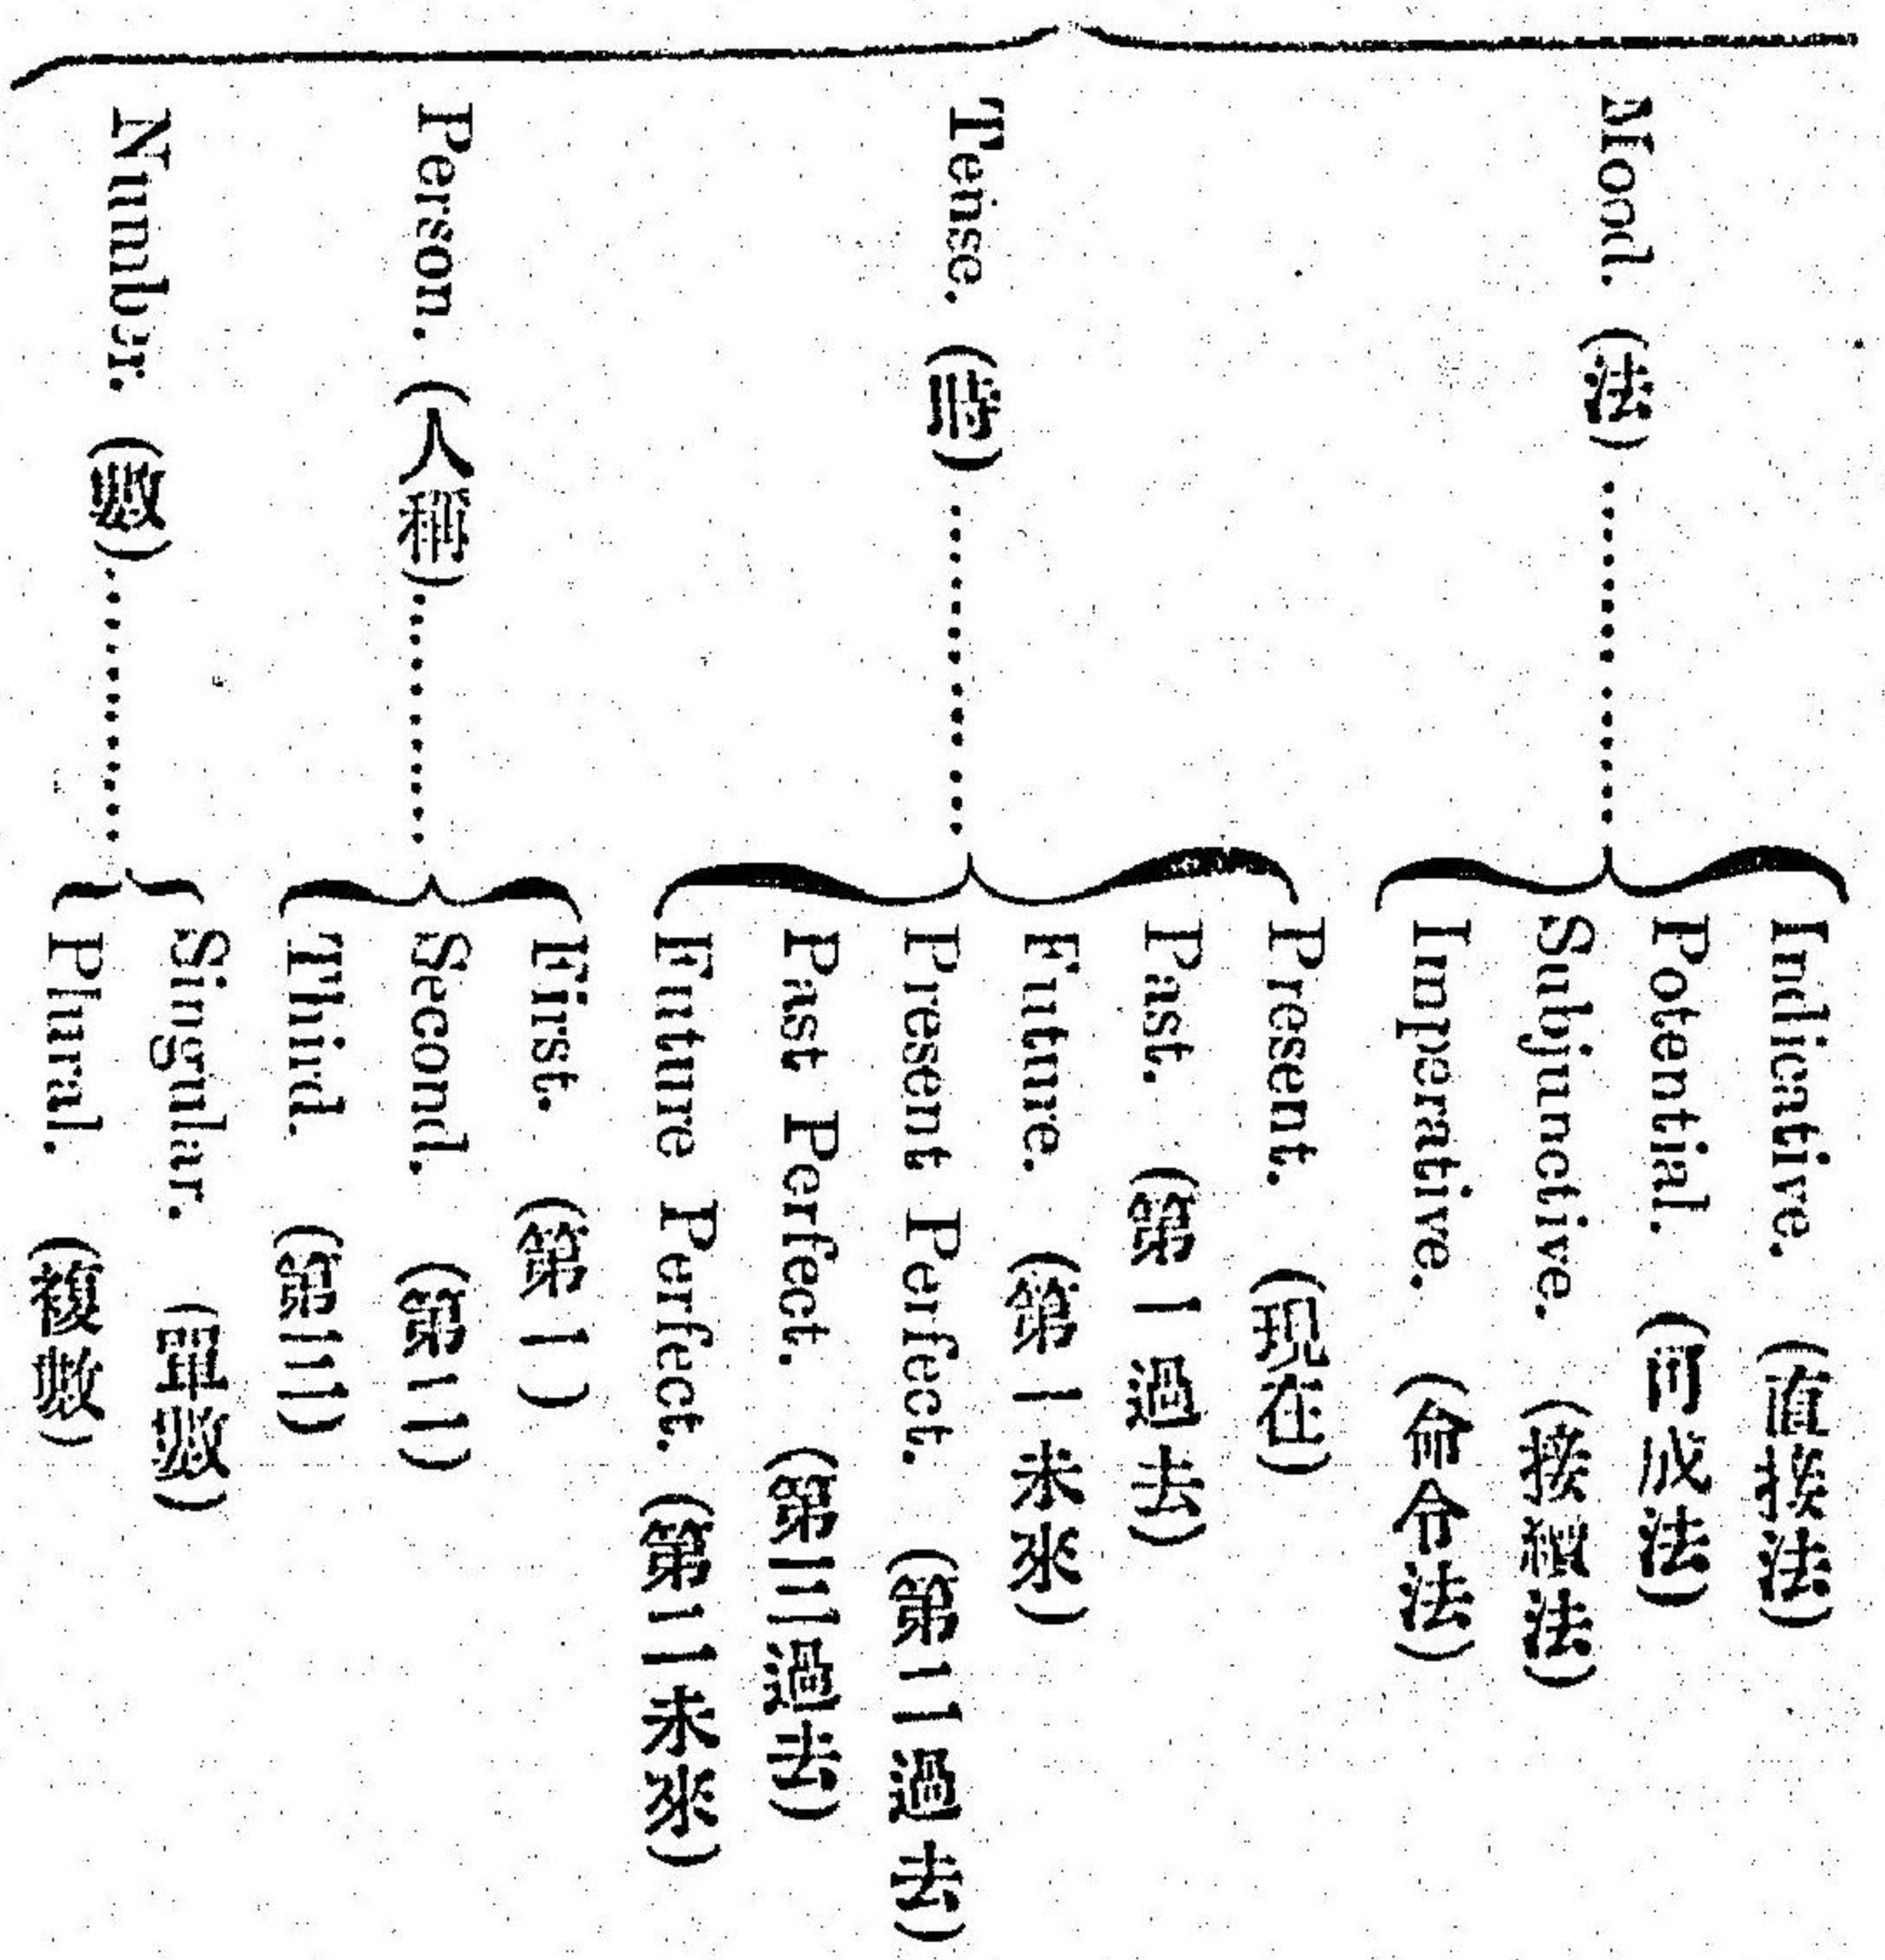 Mood. (法)
Indicative. (直接法)
Potential. (可成法)
Subjunctive. (接續法)
Imperative. (命令法)
Tense. (時)
Present. (現在)
Past. (第一過去)
Future. (第一未來)
Present Perfect. (第二過去)
Past Perfect. (第三過去)
Future Perfect. (第二未來)
Person. (人稱)
First. (第一)
Second. (第二)
Third. (第三)
Number. (數)
Singular. (單數)
Plural. (複數)